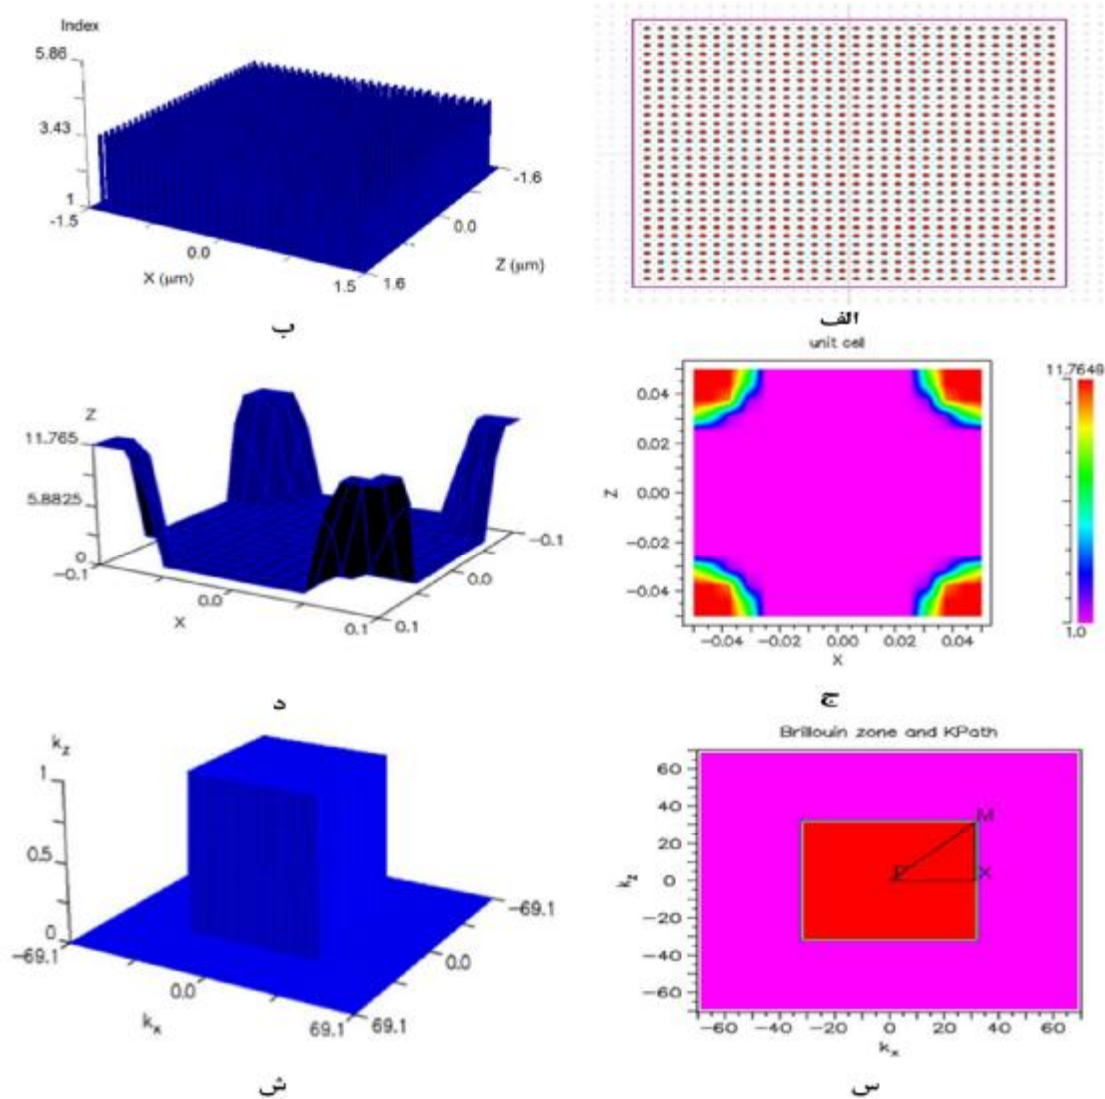 Index
5.86
3.43
1
-1.5
0.0
X (μm)
1.5
1.6
0.0
-1.6
Z (μm)
ب
الف
unit cell
Z
11.765
5.8825
0
-0.1
0.0
X
0.1
0.1
0.0
-0.1
د
11.7649
1.0
0.04
0.02
0.00
-0.02
-0.04
Z
-0.04 -0.02 0.00 0.02 0.04
X
ج
kz
1
0.5
0
-69.1
0.0
kx
69.1
69.1
0.0
-69.1
ش
Brillouin zone and KPath
60
40
20
0
-20
-40
-60
kz
M
Γ X
-60 -40 -20 0 20 40 60
kx
س